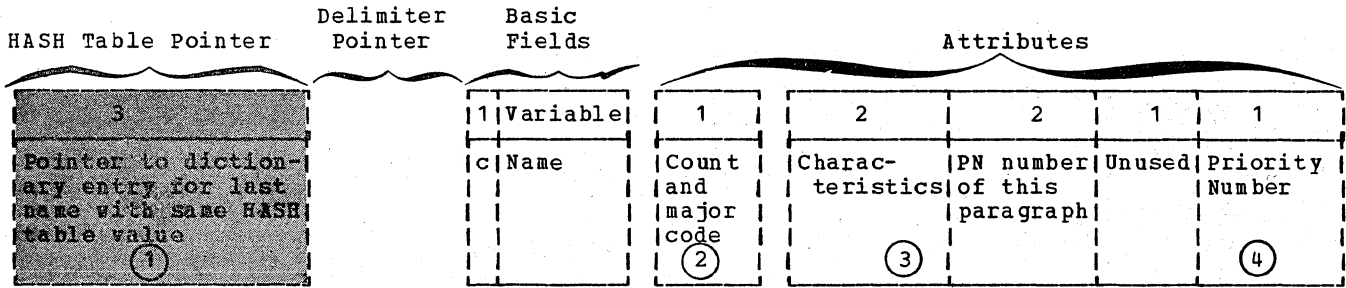 Delimiter Basic
HASH Table Pointer Pointer Fields Attributes
3 1 Variable 1 2 2 1 1
Pointer to diction- c Name Count Charac- PN number Unused Priority
ary entry for last and teristics of this Number
name with same HASH major paragraph
table value code
1 2 3 4